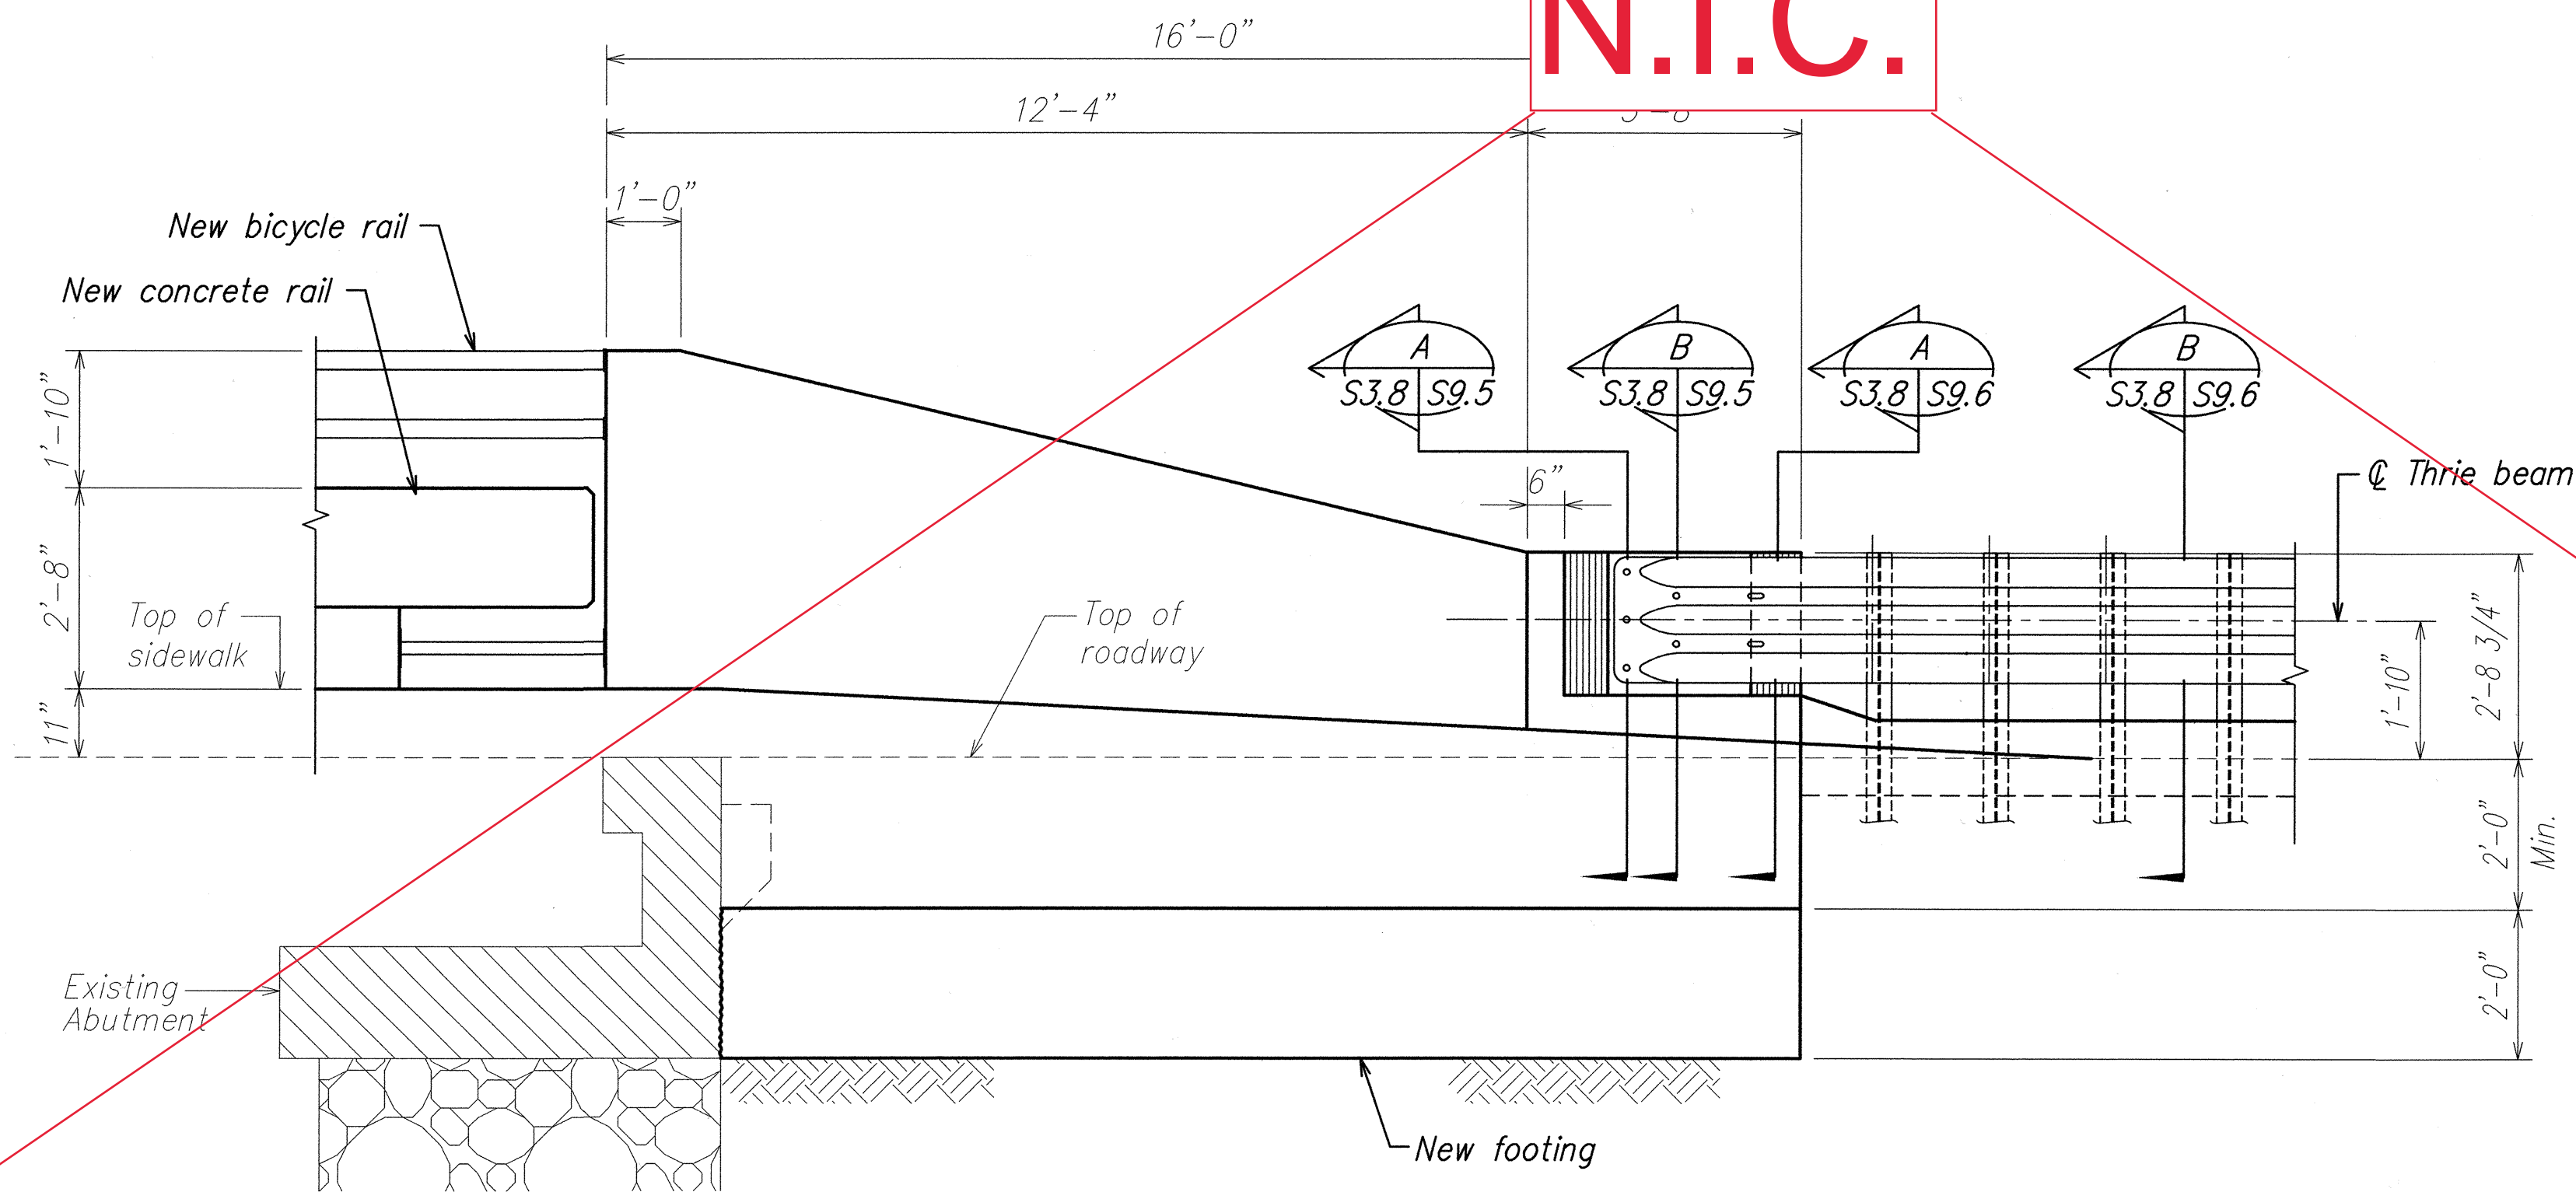 N.I.C.
16'-0"
12'-4"
1'-0"
New bicycle rail
New concrete rail
A
S3.8 S9.5
B
S3.8 S9.5
A
S3.8 S9.6
B
S3.8 S9.6
6"
℄ Thrie beam
1'-10"
2'-8"
11"
Top of
sidewalk
Top of
roadway
1'-10"
2'-8 3/4"
2'-0"
Min.
2'-0"
Existing
Abutment
New footing